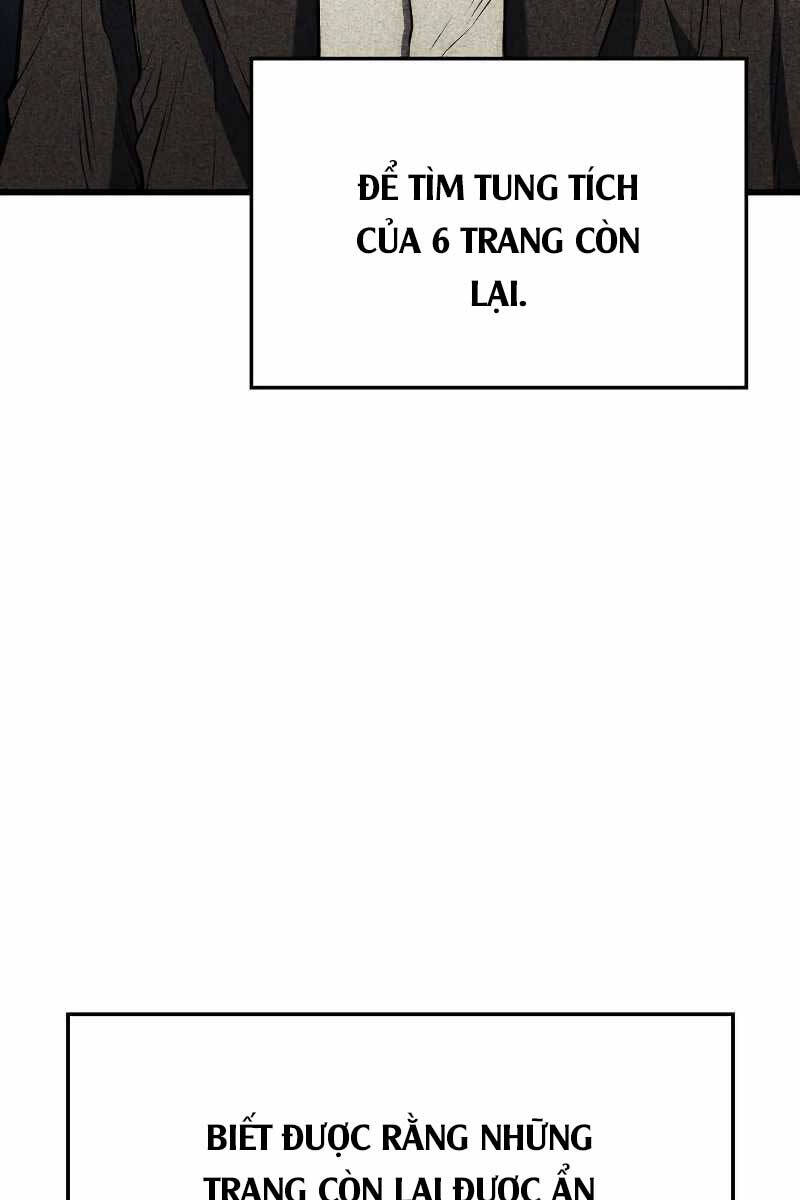 ĐỂ TÌM TUNG TÍCH
CỦA 6 TRANG CÒN
LẠI.
BIẾT ĐƯỢC RẰNG NHỮNG
TRANG CÒN LẠI ĐƯỢC ẨN